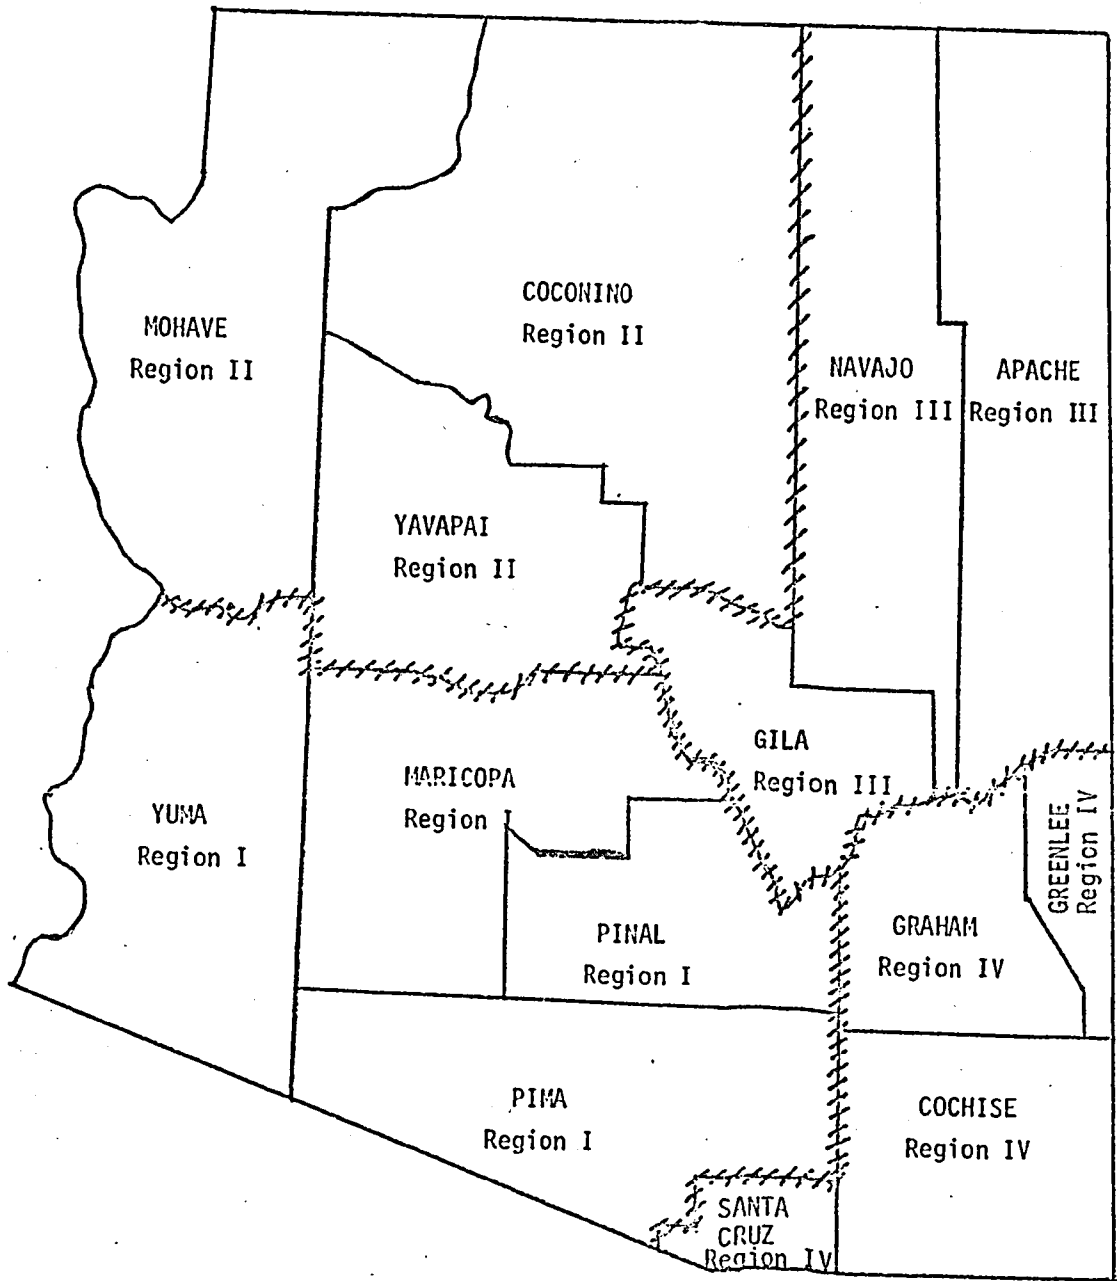 MOHAVE
Region II
COCONINO
Region II
NAVAJO
Region III
APACHE
Region III
YAVAPAI
Region II
GILA
Region III
MARICOPA
Region I
YUMA
Region I
GREENLEE
Region IV
PINAL
Region I
GRAHAM
Region IV
PIMA
Region I
COCHISE
Region IV
SANTA
CRUZ
Region IV